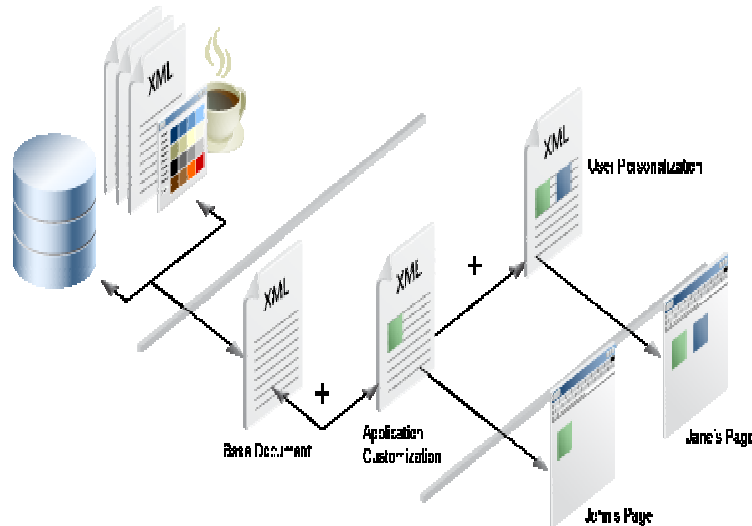 XML
XML
User Personalization
XML
XML
+
+
Base Document
Application
Customization
Jane's Page
John's Page